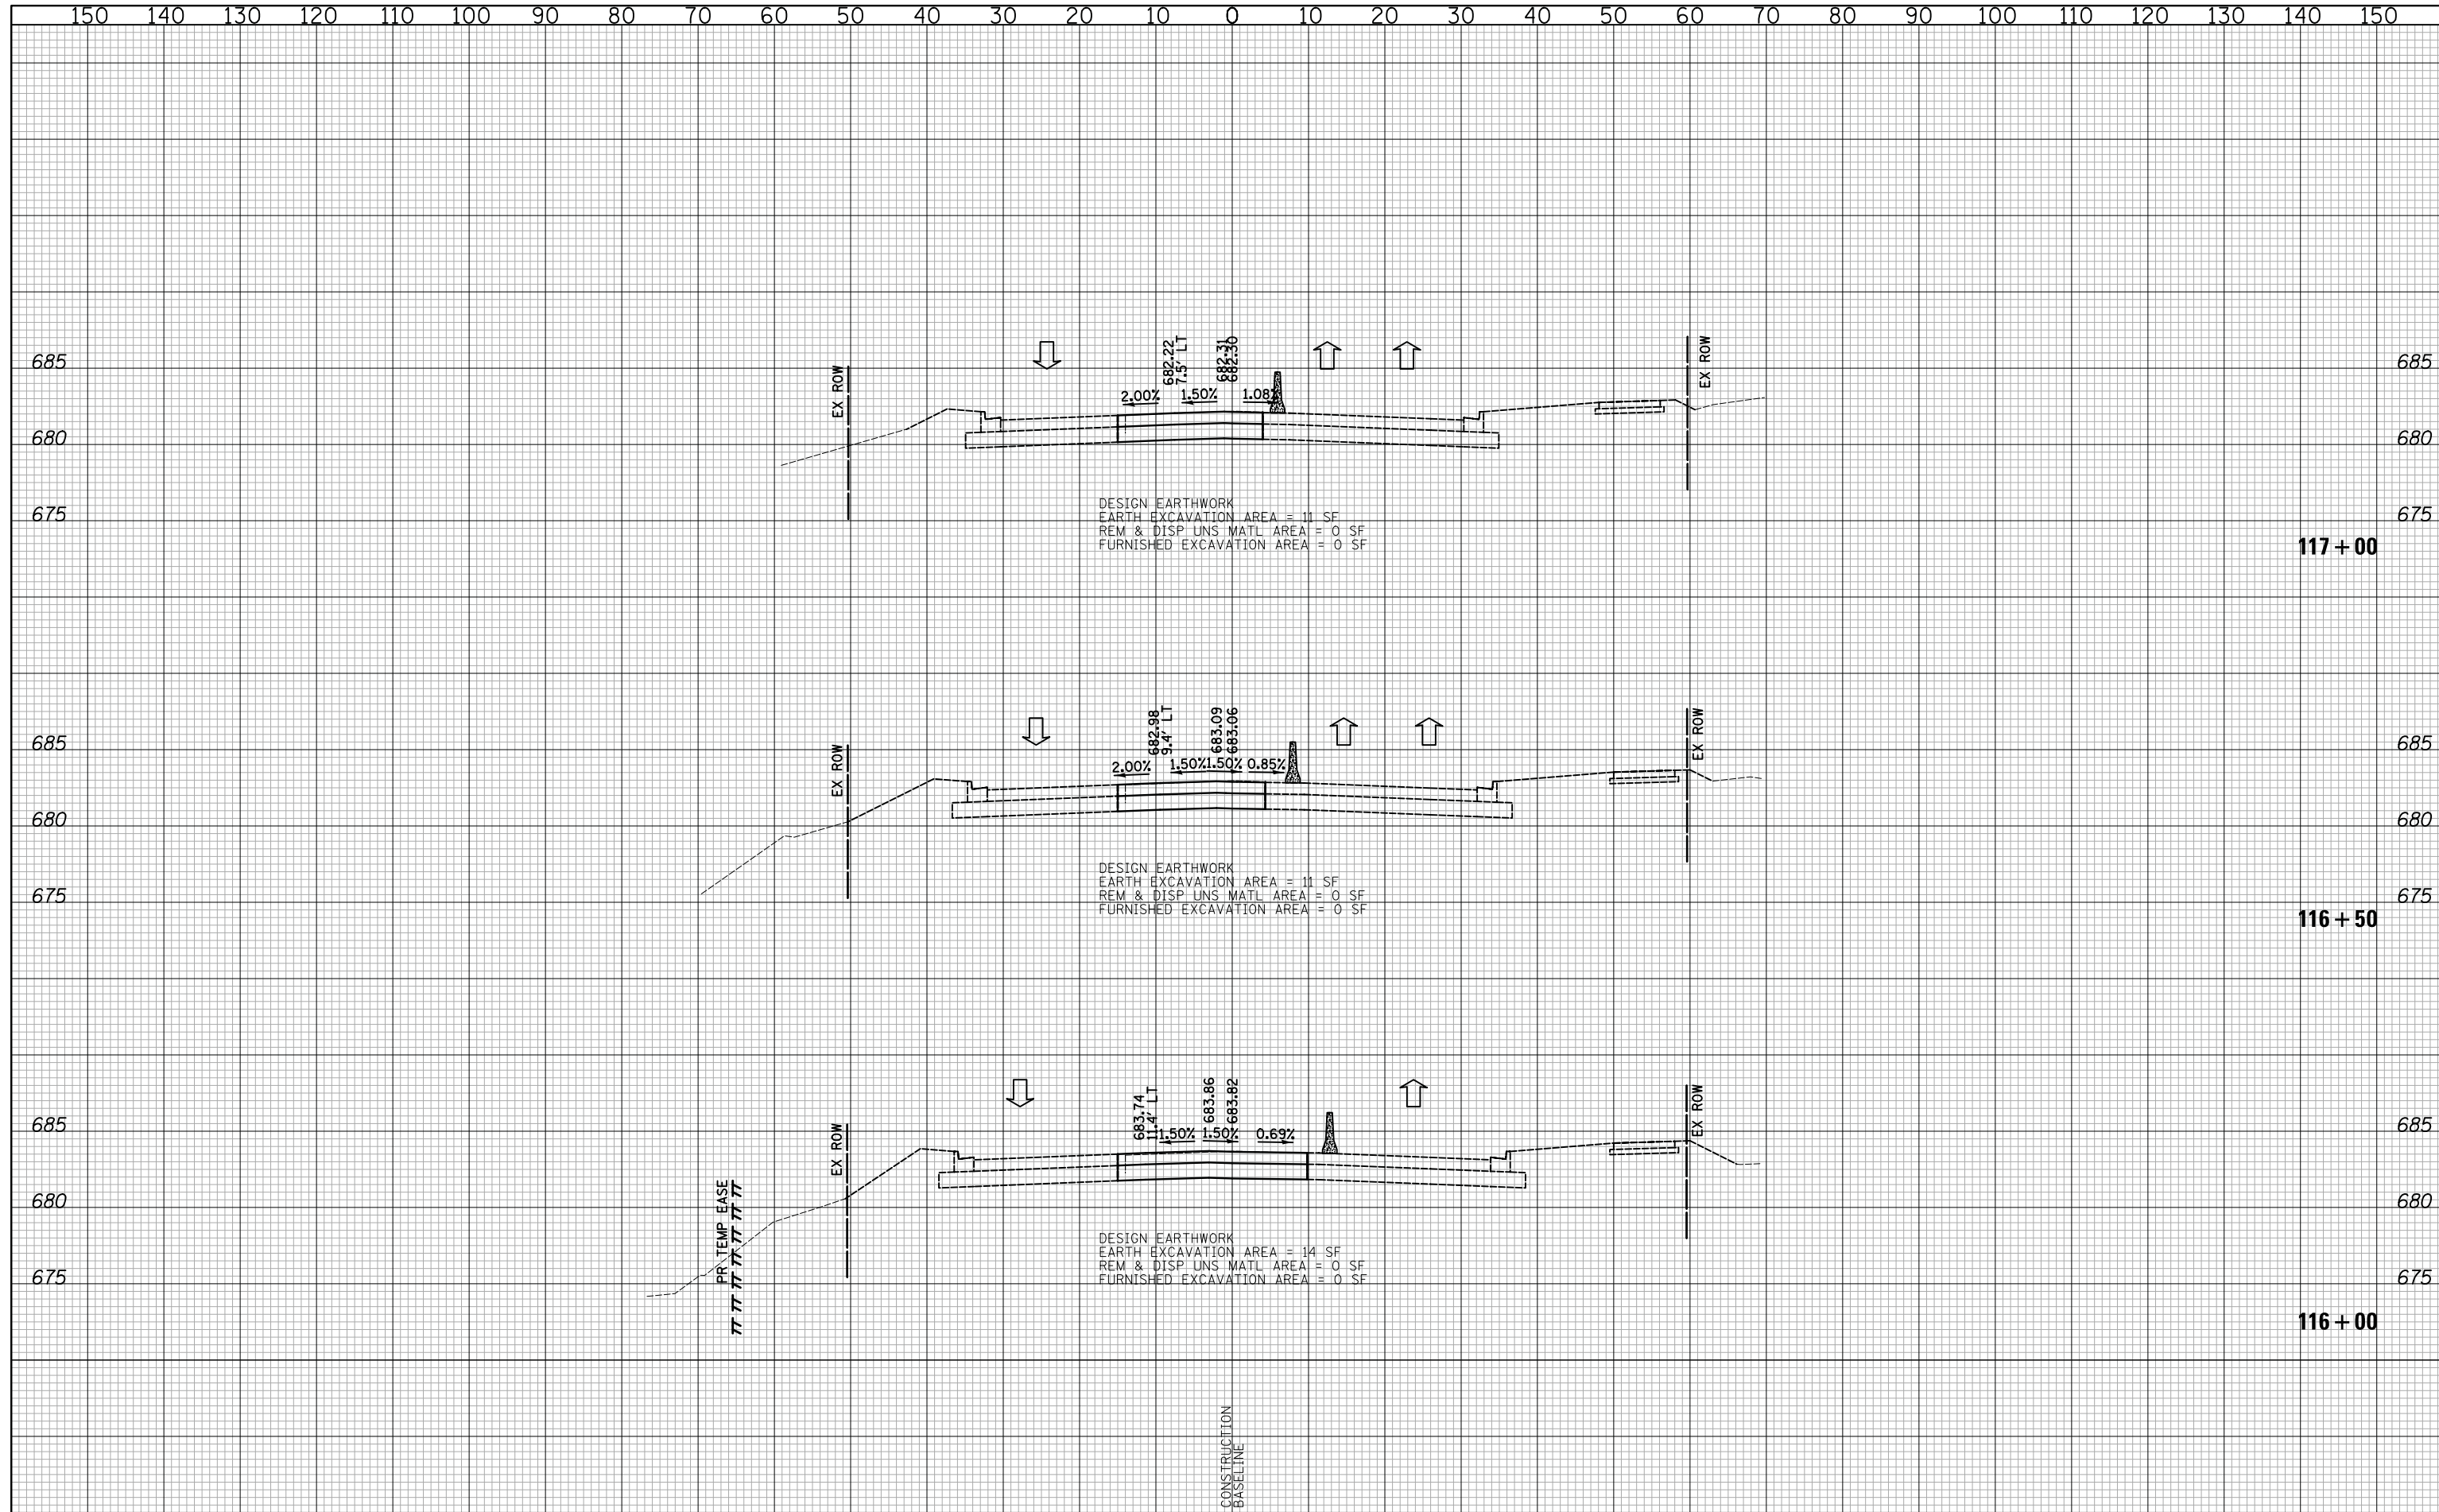 150 140 130 120 110 100 90 80 70 60 50 40 30 20 10 0 10 20 30 40 50 60 70 80 90 100 110 120 130 140 150
682.22
7.5' LT
682.31
682.30
EX ROW
EX ROW
685
685
2.00%
1.50%
1.08%
680
680
675
675
DESIGN EARTHWORK
EARTH EXCAVATION AREA = 11 SF
REM & DISP UNS MATL AREA = 0 SF
FURNISHED EXCAVATION AREA = 0 SF
117+00
682.98
9.4' LT
683.09
683.06
EX ROW
EX ROW
685
685
2.00%
1.50%
1.50%
0.85%
680
680
675
675
DESIGN EARTHWORK
EARTH EXCAVATION AREA = 11 SF
REM & DISP UNS MATL AREA = 0 SF
FURNISHED EXCAVATION AREA = 0 SF
116+50
683.74
11.4' LT
683.86
683.82
EX ROW
EX ROW
685
685
1.50%
1.50%
0.69%
680
680
PR TEMP EASE
675
675
DESIGN EARTHWORK
EARTH EXCAVATION AREA = 14 SF
REM & DISP UNS MATL AREA = 0 SF
FURNISHED EXCAVATION AREA = 0 SF
116+00
CONSTRUCTION
BASELINE